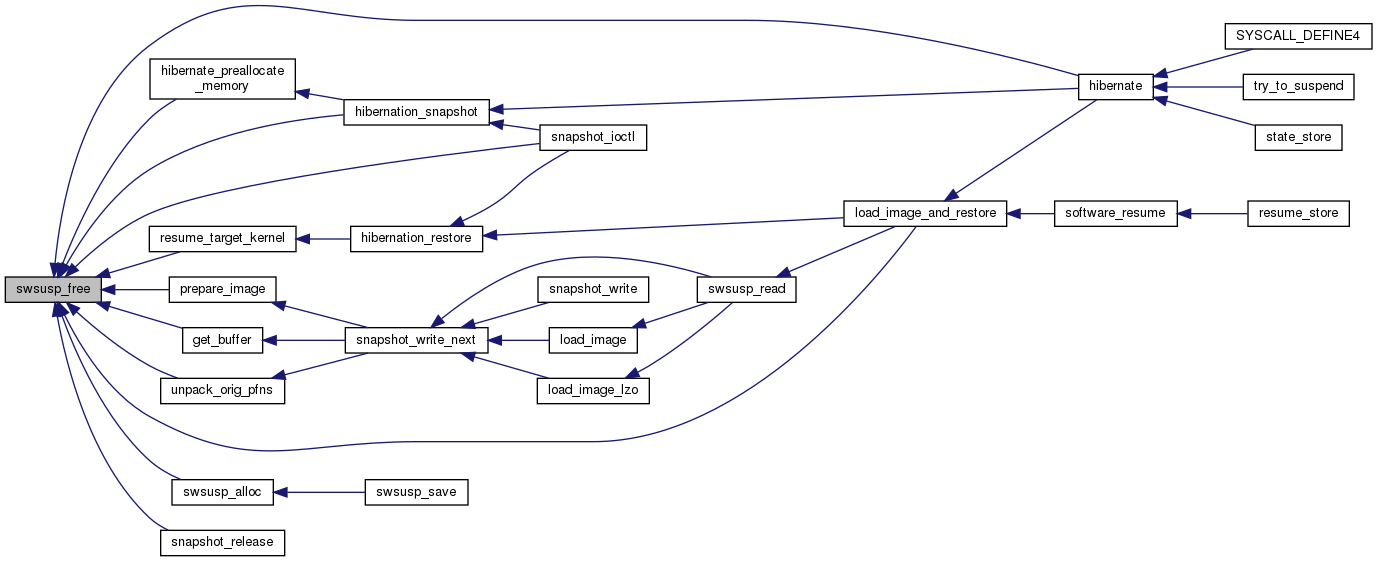 SYSCALL_DEFINE4
hibernate_preallocate
_memory
hibernate
try_to_suspend
hibernation_snapshot
snapshot_ioctl
state_store
load_image_and_restore
software_resume
resume_store
resume_target_kernel
hibernation_restore
swsusp_free
prepare_image
snapshot_write
swsusp_read
get_buffer
snapshot_write_next
load_image
unpack_orig_pfns
load_image_lzo
swsusp_alloc
swsusp_save
snapshot_release